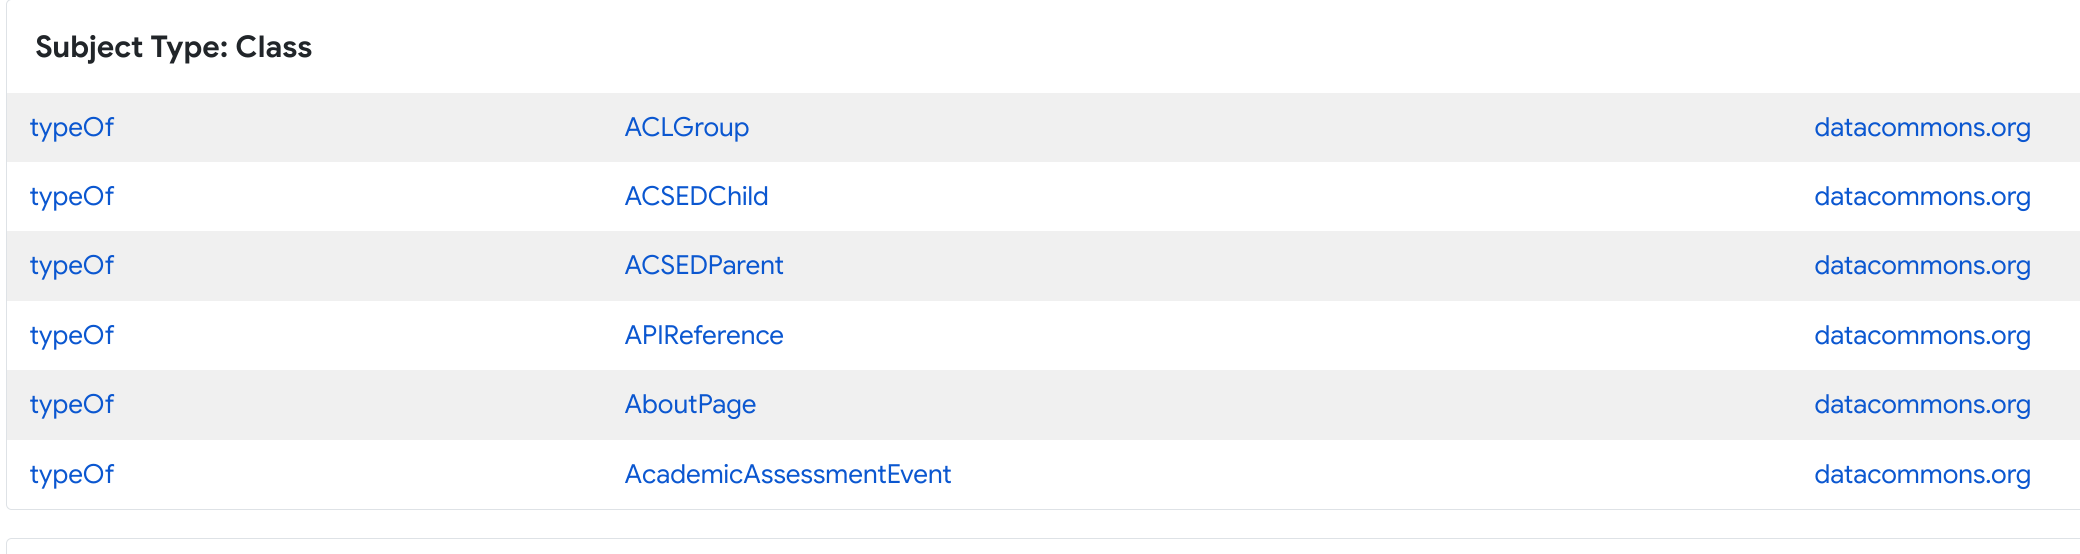 Subject Type: Class
typeOf ACLGroup datacommons.org
typeOf ACSEDChild datacommons.org
typeOf ACSEDParent datacommons.org
typeOf APIReference datacommons.org
typeOf AboutPage datacommons.org
typeOf AcademicAssessmentEvent datacommons.org